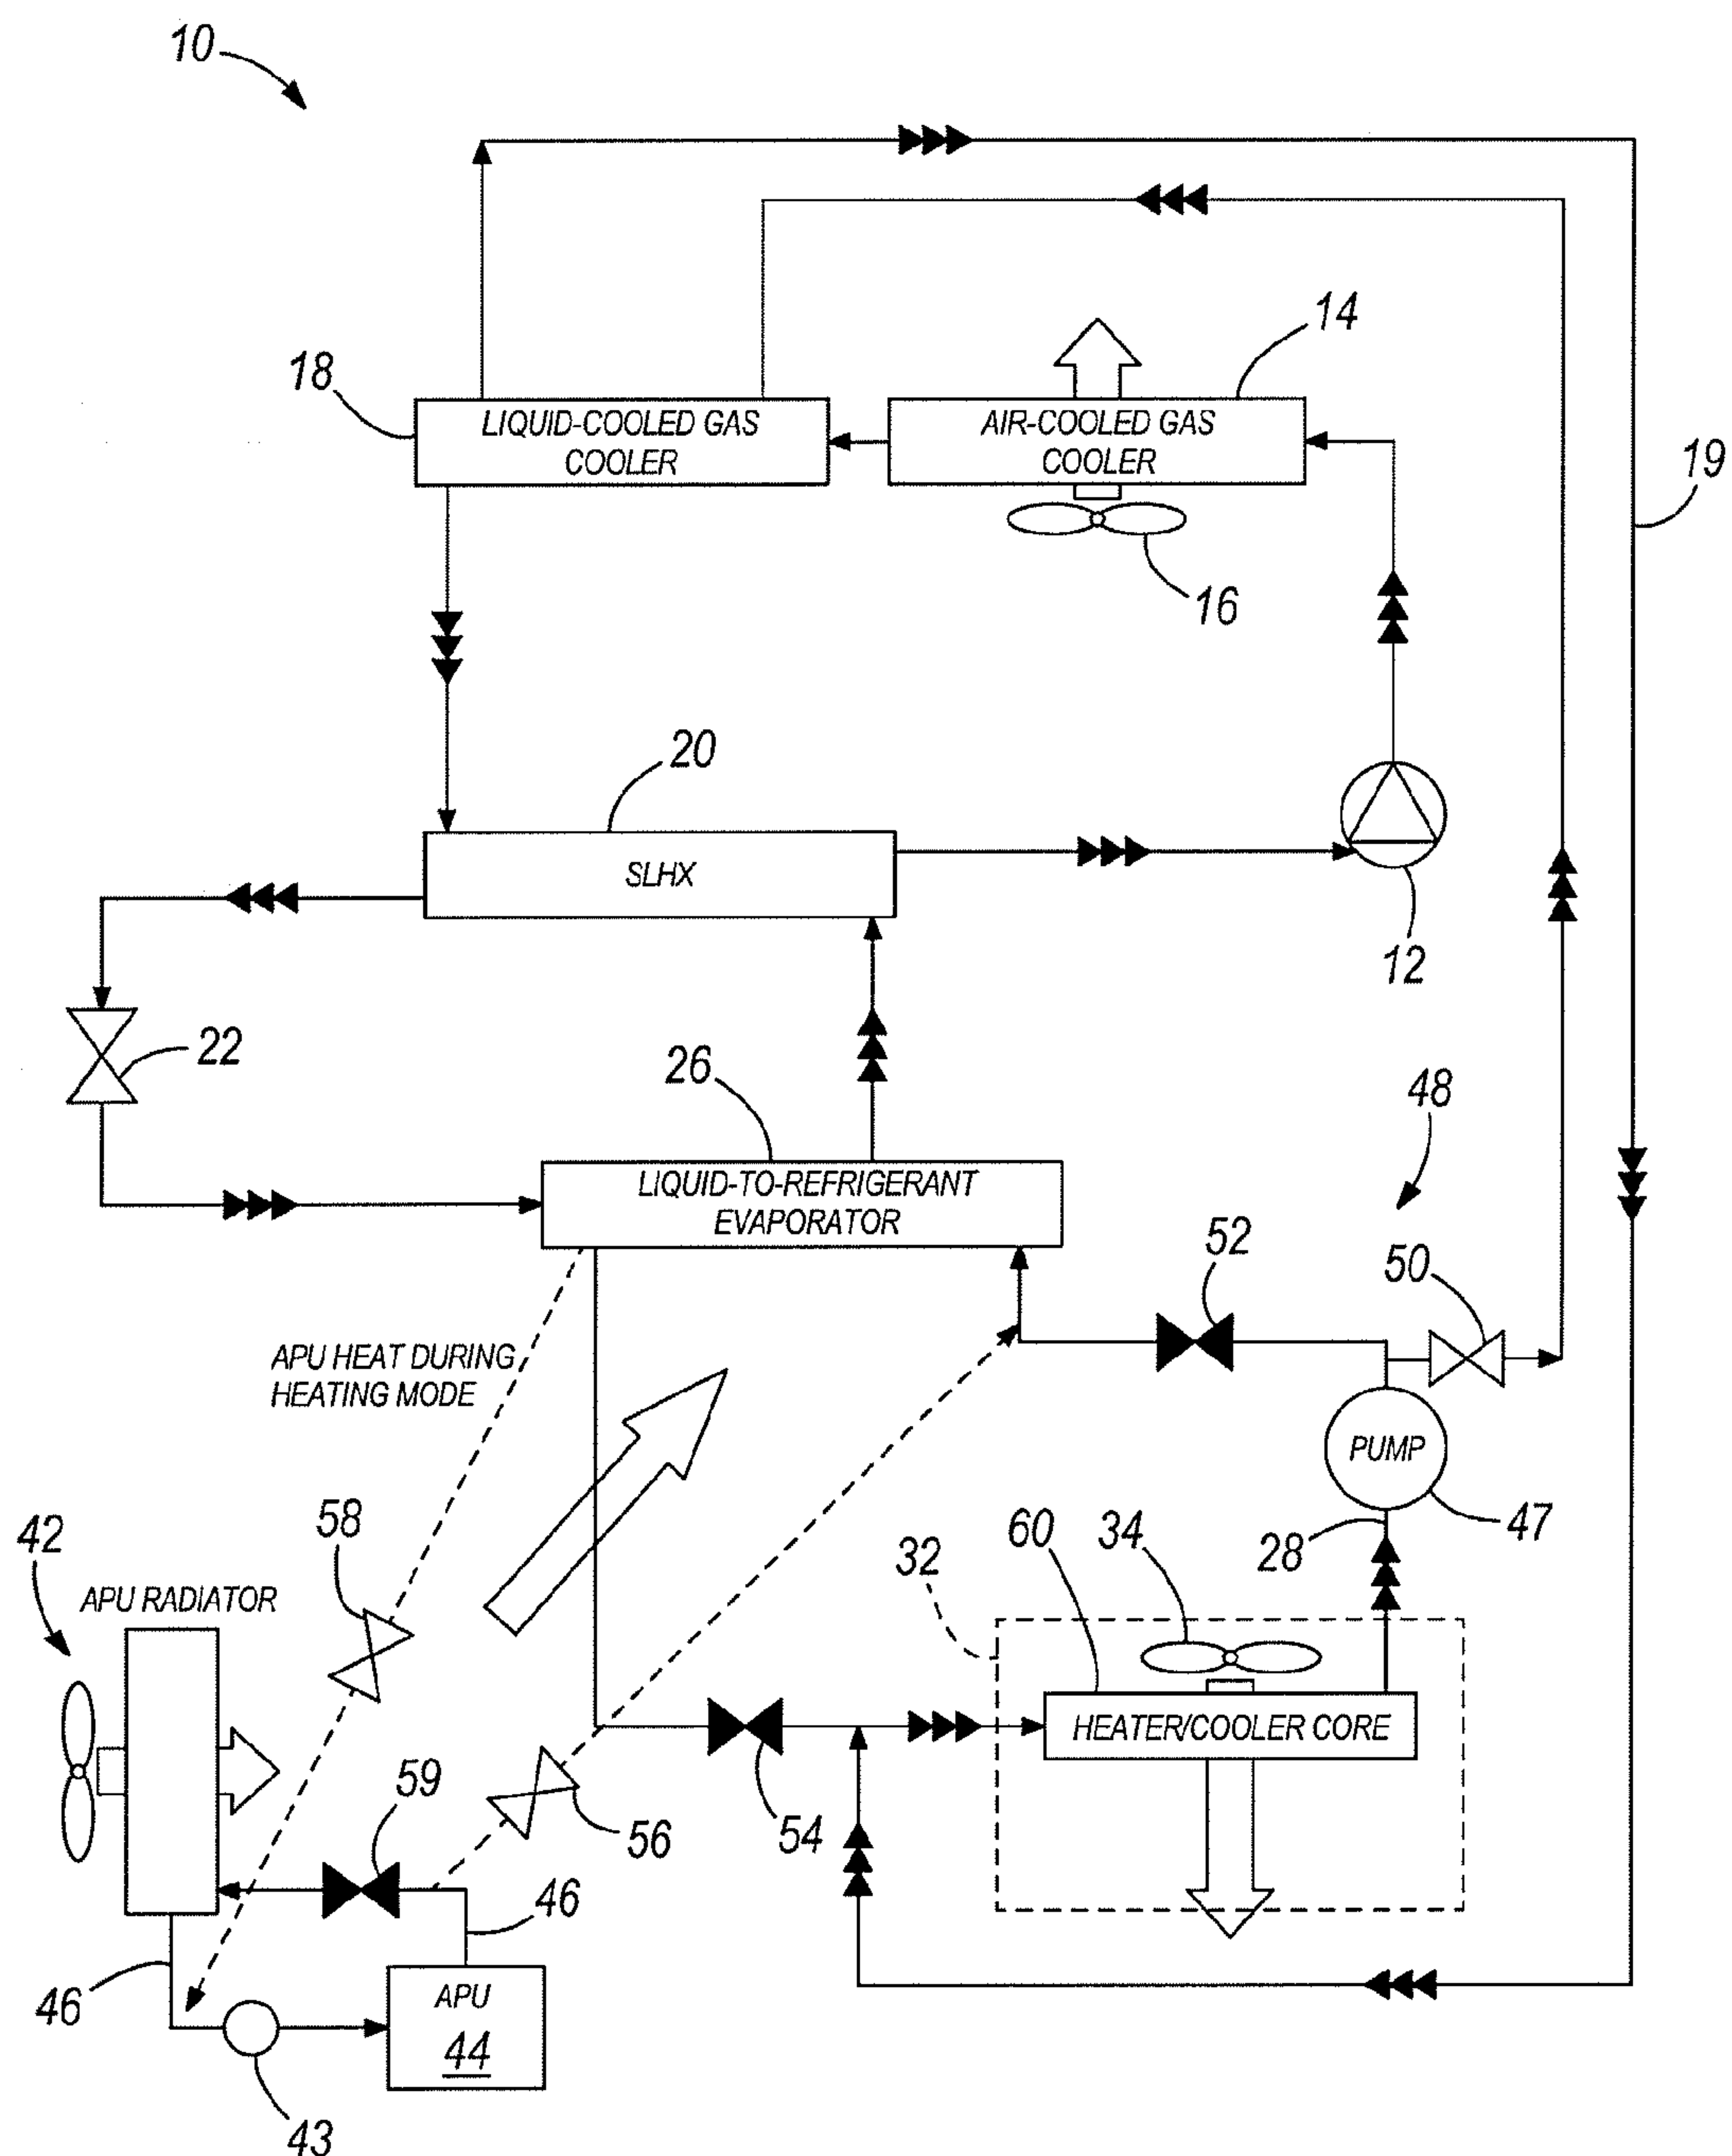 10
14
18
LIQUID-COOLED GAS
COOLER
AIR-COOLED GAS
COOLER
19
16
20
SLHX
12
22
26
48
LIQUID-TO-REFRIGERANT
EVAPORATOR
52
50
APU HEAT DURING
HEATING MODE
PUMP
58
42
60
34
28
47
32
APU RADIATOR
HEATER/COOLER CORE
59
56
54
46
46
APU
44
43